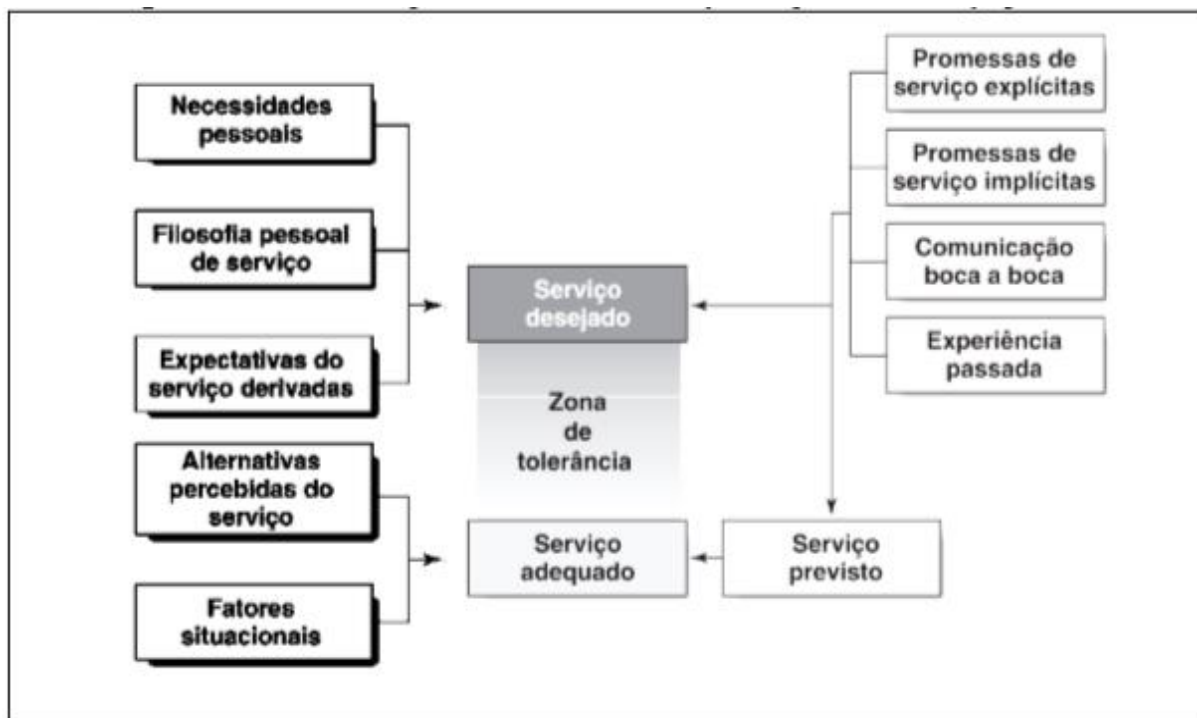 Necessidades
pessoais
Filosofia pessoal
de serviço
Expectativas do
serviço derivadas
Alternativas
percebidas do
serviço
Fatores
situacionais
Serviço
desejado
Zona
de
tolerância
Serviço
adequado
Serviço
previsto
Promessas de
serviço explícitas
Promessas de
serviço implícitas
Comunicação
boca a boca
Experiência
passada